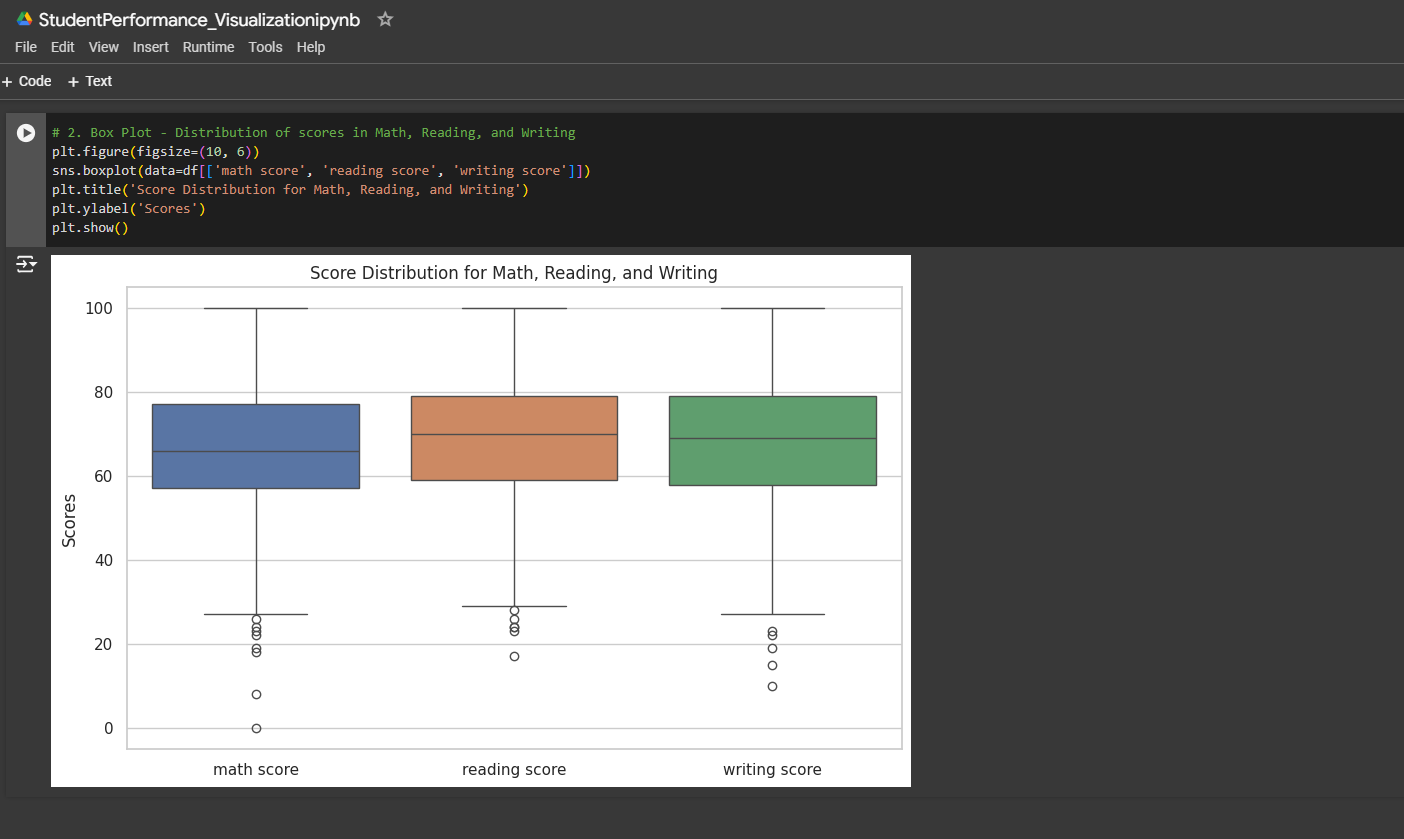 StudentPerformance_Visualizationipynb
File Edit View Insert Runtime Tools Help
+ Code + Text
# 2. Box Plot - Distribution of scores in Math, Reading, and Writing
plt.figure(figsize=(10, 6))
sns.boxplot(data=df[['math score', 'reading score', 'writing score']])
plt.title('Score Distribution for Math, Reading, and Writing')
plt.ylabel('Scores')
plt.show()
Score Distribution for Math, Reading, and Writing
100
80
60
40
20
0
Scores
math score reading score writing score